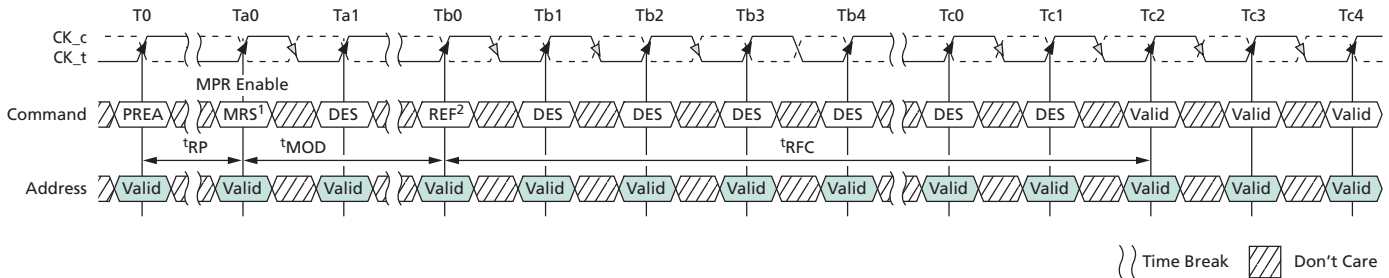 T0 Ta0 Ta1 Tb0 Tb1 Tb2 Tb3 Tb4 Tc0 Tc1 Tc2 Tc3 Tc4
CK_c
CK_t
MPR Enable
Command PREA MRS¹ DES REF² DES DES DES DES DES DES Valid Valid Valid
tRP tMOD tRFC
Address Valid Valid Valid Valid Valid Valid Valid Valid Valid Valid Valid Valid Valid
Time Break Don't Care